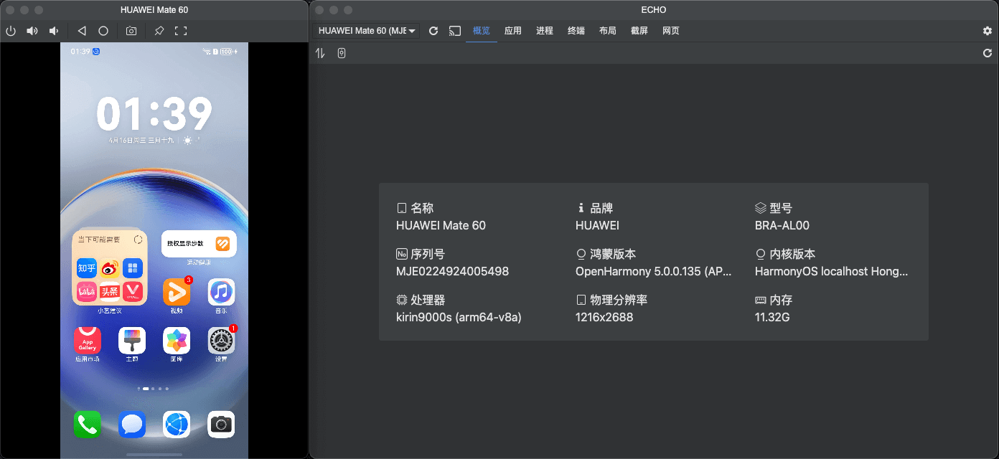 HUAWEI Mate 60
01:39
100
01:39
4月16日周三 三月十九
当下可能需要
知乎
bilibili
头条
小艺建议
授权显示步数
运动健康
3
视频
音乐
App
Gallery
应用市场
主题
图库
1
设置
ECHO
HUAWEI Mate 60 (MJE
概览 应用 进程 终端 布局 截屏 网页
名称 品牌 型号
HUAWEI Mate 60 HUAWEI BRA-AL00
No 序列号 鸿蒙版本 内核版本
MJE0224924005498 OpenHarmony 5.0.0.135 (AP... HarmonyOS localhost Hong...
处理器 物理分辨率 内存
kirin9000s (arm64-v8a) 1216x2688 11.32G